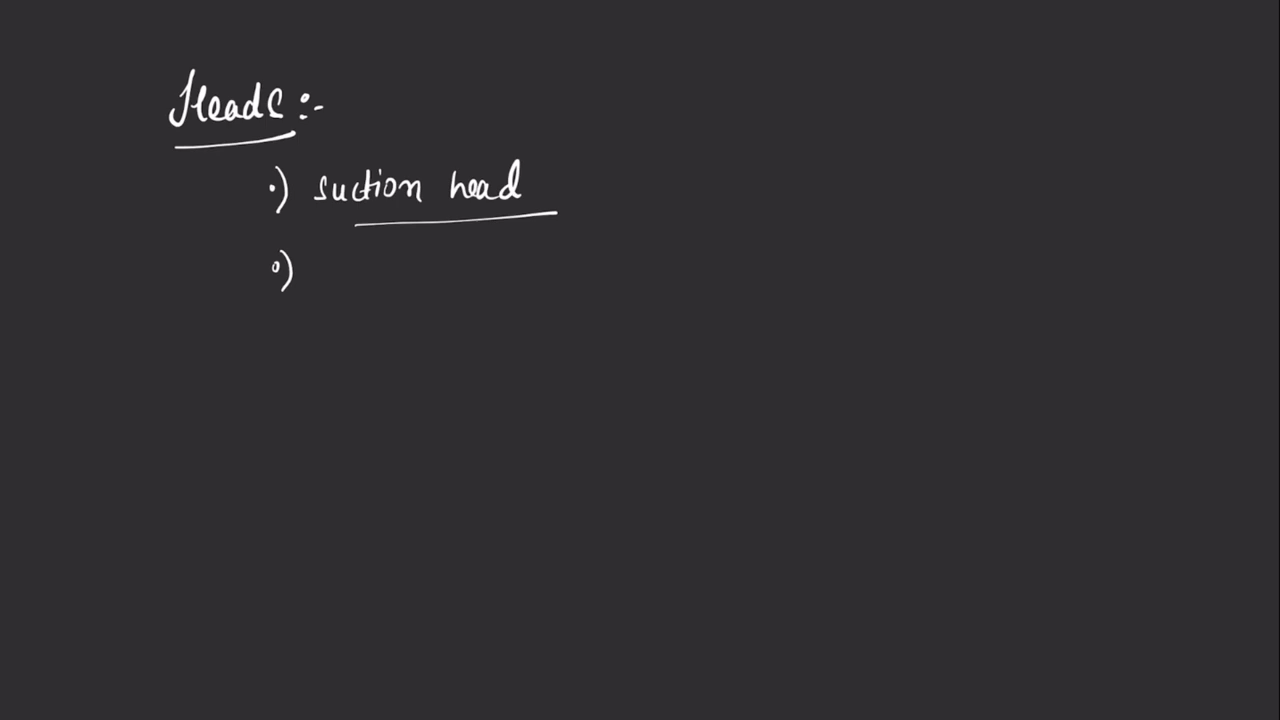 Heads :-
•) suction head
•)